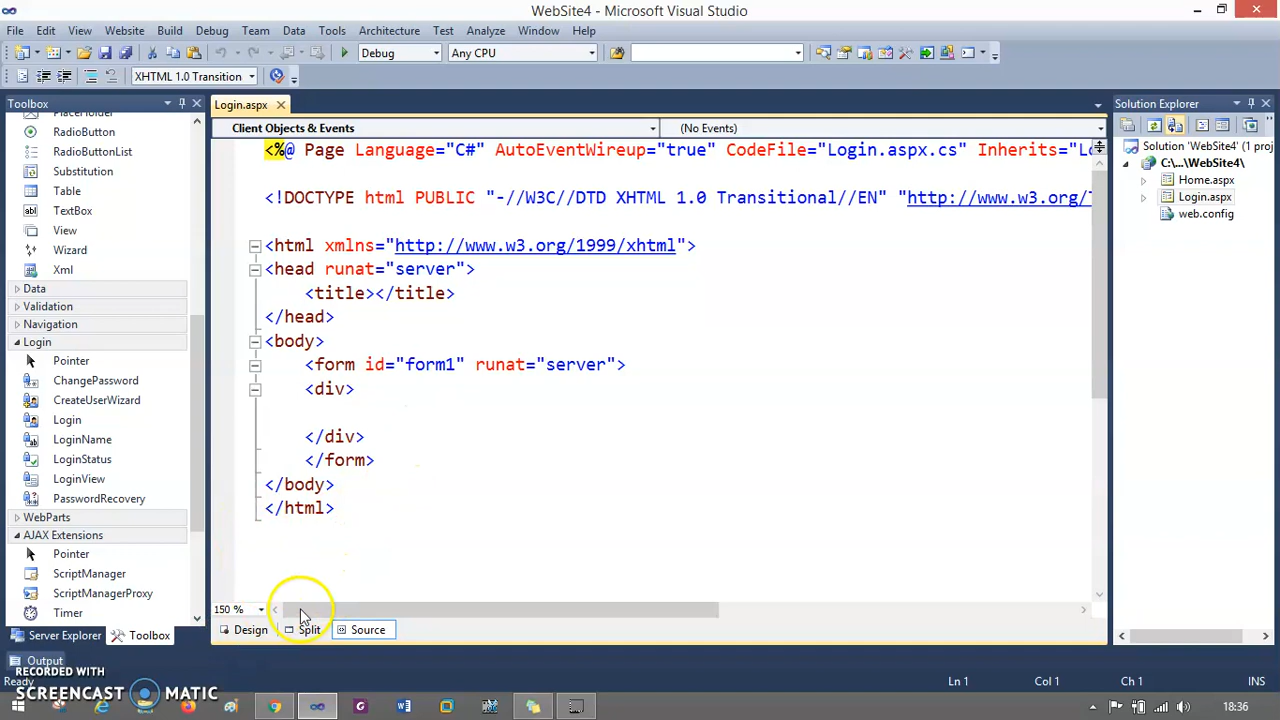 WebSite4 - Microsoft Visual Studio
File Edit View Website Build Debug Team Data Tools Architecture Test Analyze Window Help
Debug Any CPU
XHTML 1.0 Transition
Toolbox
Login.aspx
Solution Explorer
RadioButton
RadioButtonList
Substitution
Table
TextBox
View
Wizard
Xml
Data
Validation
Navigation
Login
Pointer
ChangePassword
CreateUserWizard
Login
LoginName
LoginStatus
LoginView
PasswordRecovery
WebParts
AJAX Extensions
Pointer
ScriptManager
ScriptManagerProxy
Timer
Server Explorer Toolbox
Client Objects & Events (No Events)
<%@ Page Language="C#" AutoEventWireup="true" CodeFile="Login.aspx.cs" Inherits="Lo
<!DOCTYPE html PUBLIC "-//W3C//DTD XHTML 1.0 Transitional//EN" "http://www.w3.org/T
<html xmlns="http://www.w3.org/1999/xhtml">
<head runat="server">
<title></title>
</head>
<body>
<form id="form1" runat="server">
<div>
</div>
</form>
</body>
</html>
150 %
Design Split Source
Solution 'WebSite4' (1 proj
C:\...\WebSite4\
Home.aspx
Login.aspx
web.config
Output
Ready
Ln 1 Col 1 Ch 1 INS
RECORDED WITH
SCREENCAST MATIC
18:36